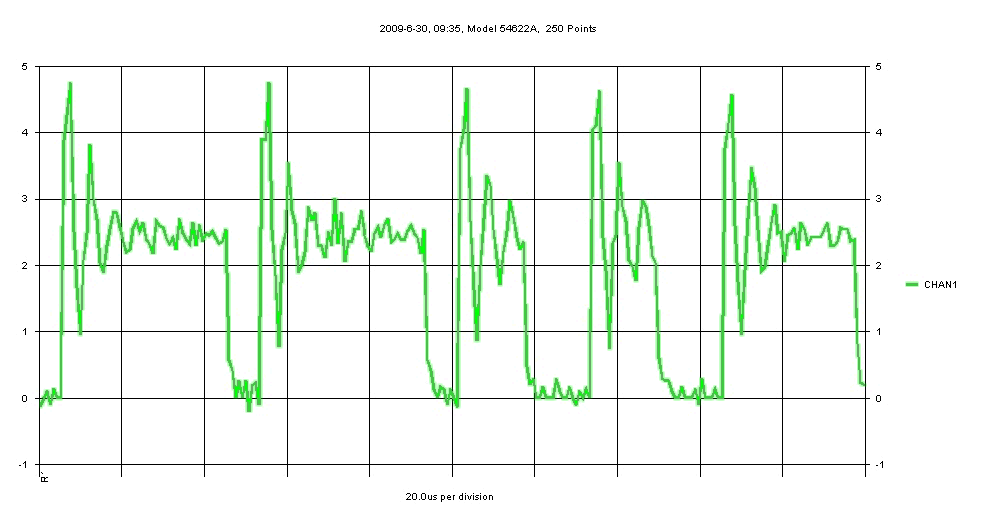 2009-6-30, 09:35, Model 54622A, 250 Points
5 5
4 4
3 3
2 2
CHAN1
1 1
0 0
-1 -1
R'
20.0us per division